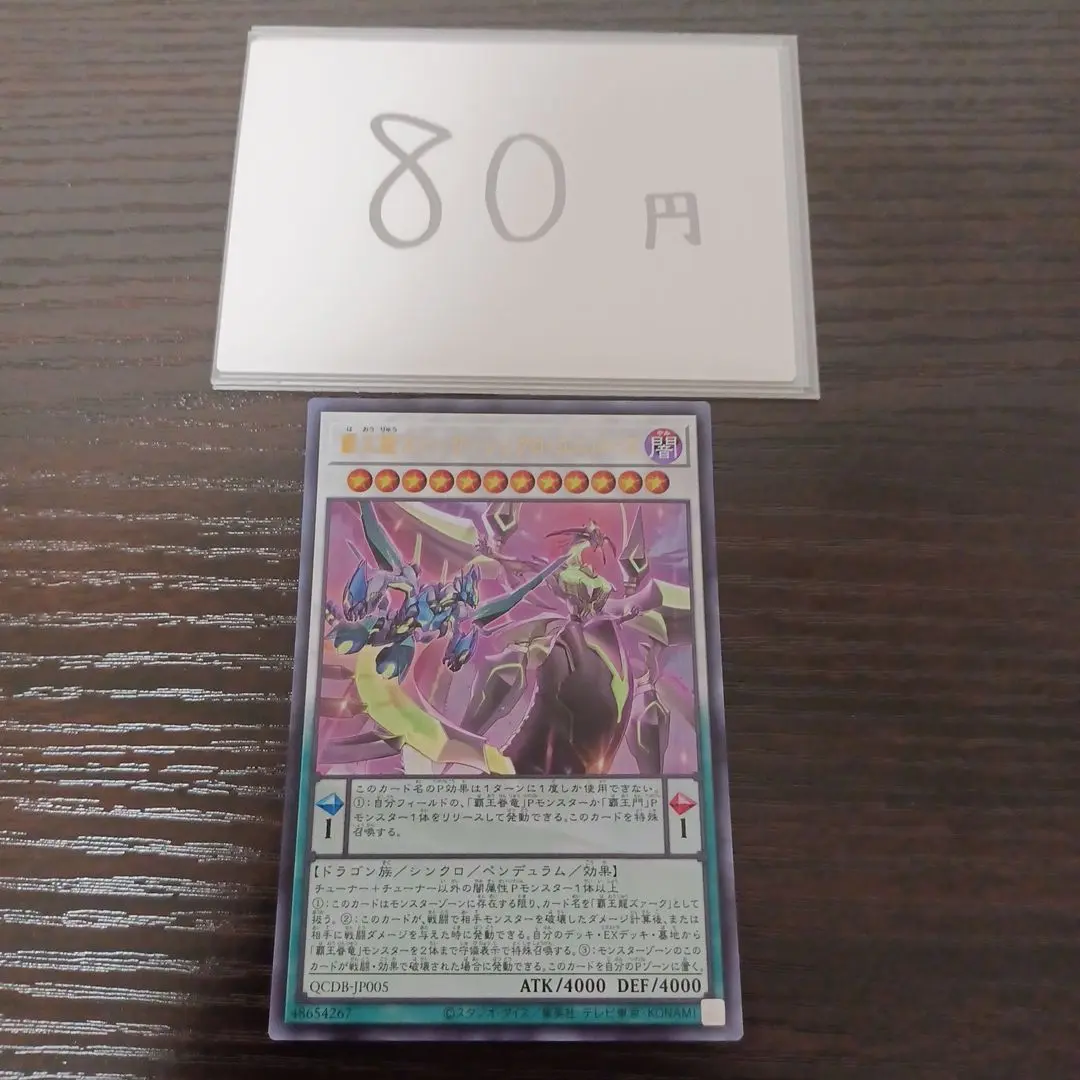 80 円
は おう りゅう
闇
このカード名のP効果は1ターンに1度しか使用できない。
①:自分フィールドの、「覇王眷竜」Pモンスターか「覇王門」P
モンスター1体をリリースして発動できる。このカードを特殊
召喚する。
1
1
【ドラゴン族/シンクロ/ペンデュラム/効果】
チューナー+チューナー以外の闇属性Pモンスター1体以上
①:このカードはモンスターゾーンに存在する限り、カード名を「覇王龍ズァーク」として
扱う。②:このカードが、戦闘で相手モンスターを破壊したダメージ計算後、または
相手に戦闘ダメージを与えた時に発動できる。自分のデッキ・EXデッキ・墓地から
「覇王眷竜」モンスターを2体まで守備表示で特殊召喚する。③:モンスターゾーンのこの
カードが戦闘・効果で破壊された場合に発動できる。このカードを自分のPゾーンに置く。
QCDB-JP005 ATK/4000 DEF/4000
48654267 ©スタジオ・ダイス/集英社 テレビ東京・KONAMI